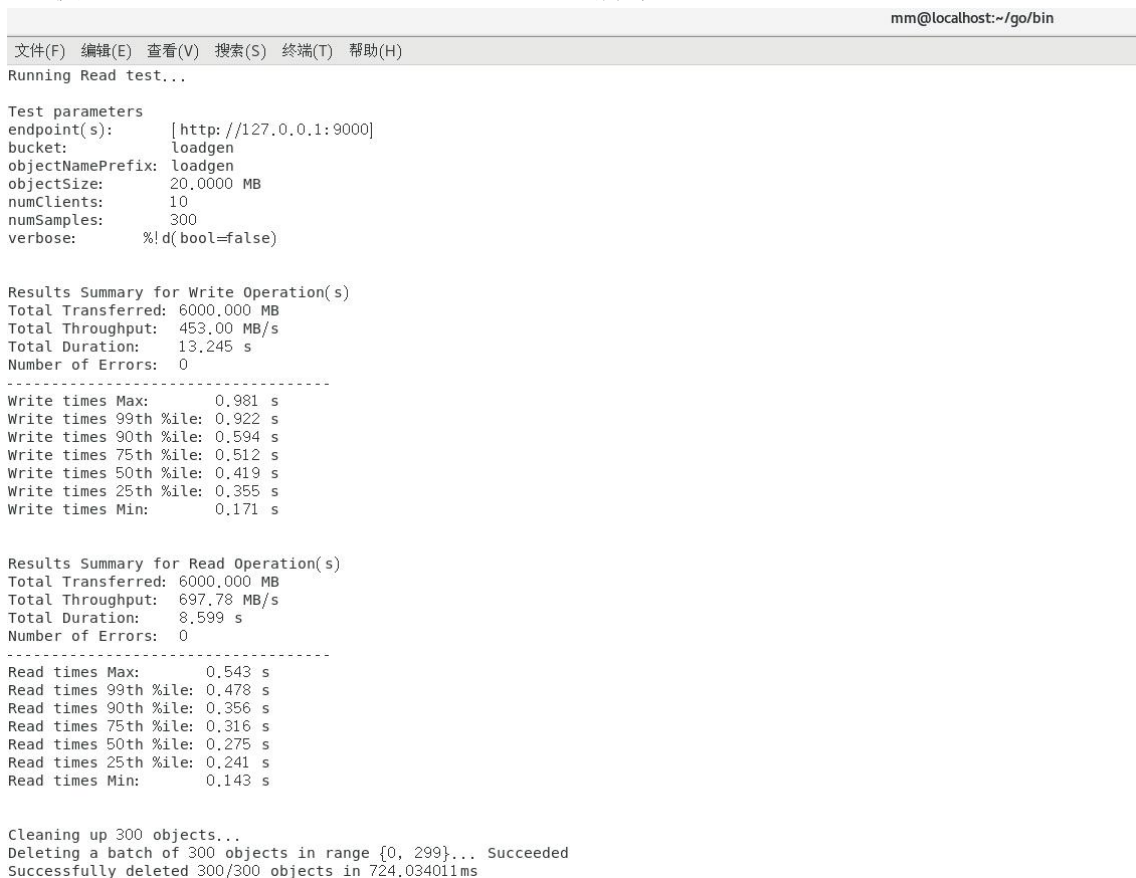 mm@localhost:~/go/bin
文件(F) 编辑(E) 查看(V) 搜索(S) 终端(T) 帮助(H)
Running Read test...
Test parameters
endpoint(s): [http://127.0.0.1:9000]
bucket: loadgen
objectNamePrefix: loadgen
objectSize: 20.0000 MB
numClients: 10
numSamples: 300
verbose: %!d(bool=false)
Results Summary for Write Operation(s)
Total Transferred: 6000.000 MB
Total Throughput: 453.00 MB/s
Total Duration: 13.245 s
Number of Errors: 0
------------------------------------
Write times Max: 0.981 s
Write times 99th %ile: 0.922 s
Write times 90th %ile: 0.594 s
Write times 75th %ile: 0.512 s
Write times 50th %ile: 0.419 s
Write times 25th %ile: 0.355 s
Write times Min: 0.171 s
Results Summary for Read Operation(s)
Total Transferred: 6000.000 MB
Total Throughput: 697.78 MB/s
Total Duration: 8.599 s
Number of Errors: 0
------------------------------------
Read times Max: 0.543 s
Read times 99th %ile: 0.478 s
Read times 90th %ile: 0.356 s
Read times 75th %ile: 0.316 s
Read times 50th %ile: 0.275 s
Read times 25th %ile: 0.241 s
Read times Min: 0.143 s
Cleaning up 300 objects...
Deleting a batch of 300 objects in range {0, 299}... Succeeded
Successfully deleted 300/300 objects in 724.034011ms